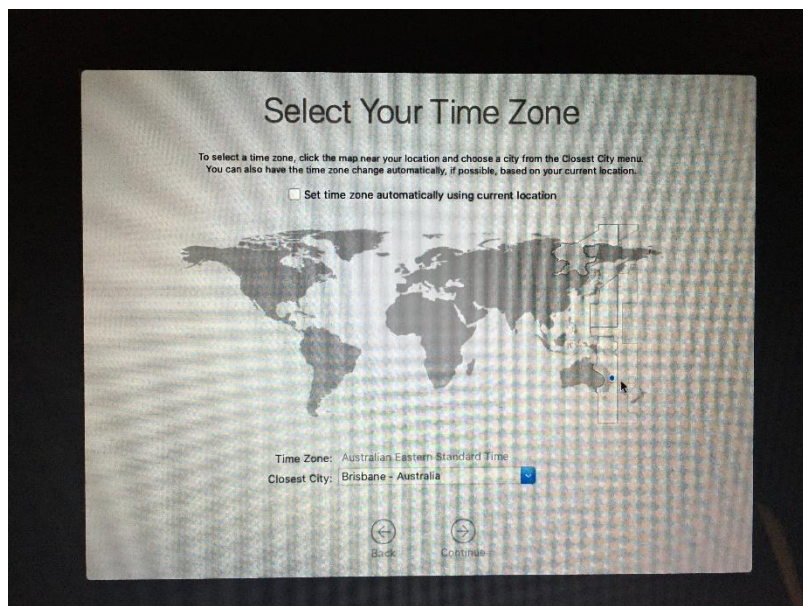 Select Your Time Zone
To select a time zone, click the map near your location and choose a city from the Closest City menu.
You can also have the time zone change automatically, if possible, based on your current location.
Set time zone automatically using current location
Time Zone: Australian Eastern Standard Time
Closest City: Brisbane - Australia
Back Continue